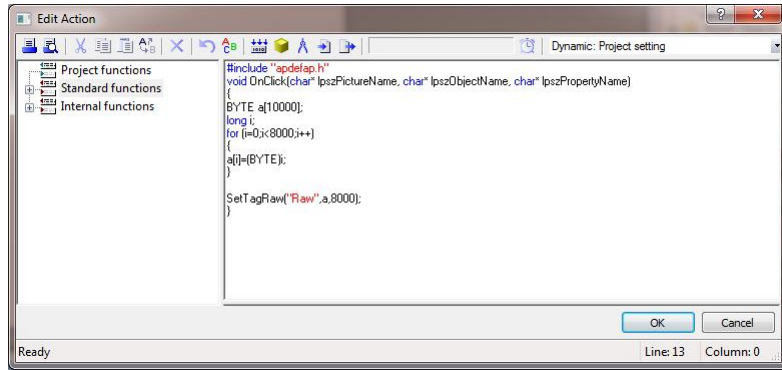 Edit Action
Dynamic: Project setting
Project functions
Standard functions
Internal functions
#include "apdefap.h"
void OnClick(char* lpszPictureName, char* lpszObjectName, char* lpszPropertyName)
{
BYTE a[10000];
long i;
for (i=0;i<8000;i++)
{
a[i]=(BYTE)i;
}
SetTagRaw("Raw",a,8000);
}
OK
Cancel
Ready
Line: 13
Column: 0